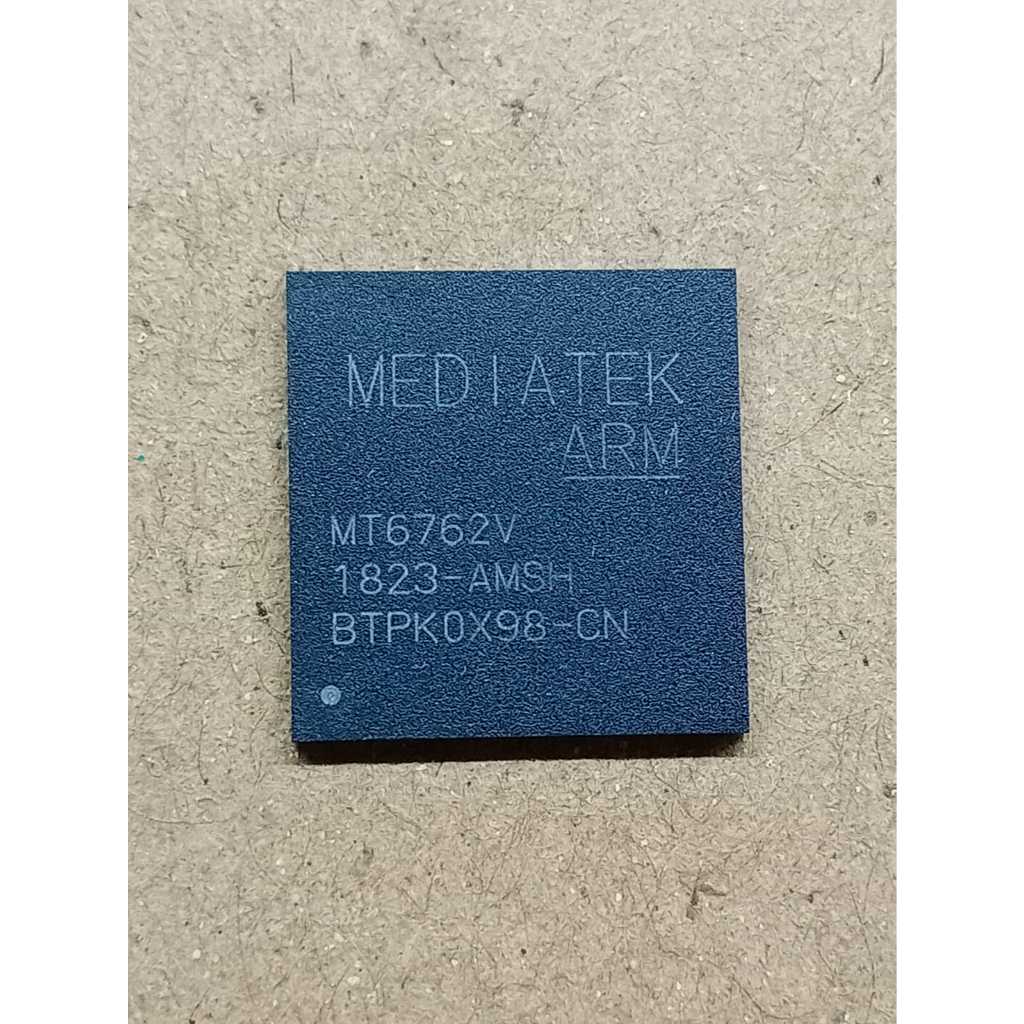 MEDIATEK
ARM
MT6762V
1823-AMSH
BTPK0X98-CN